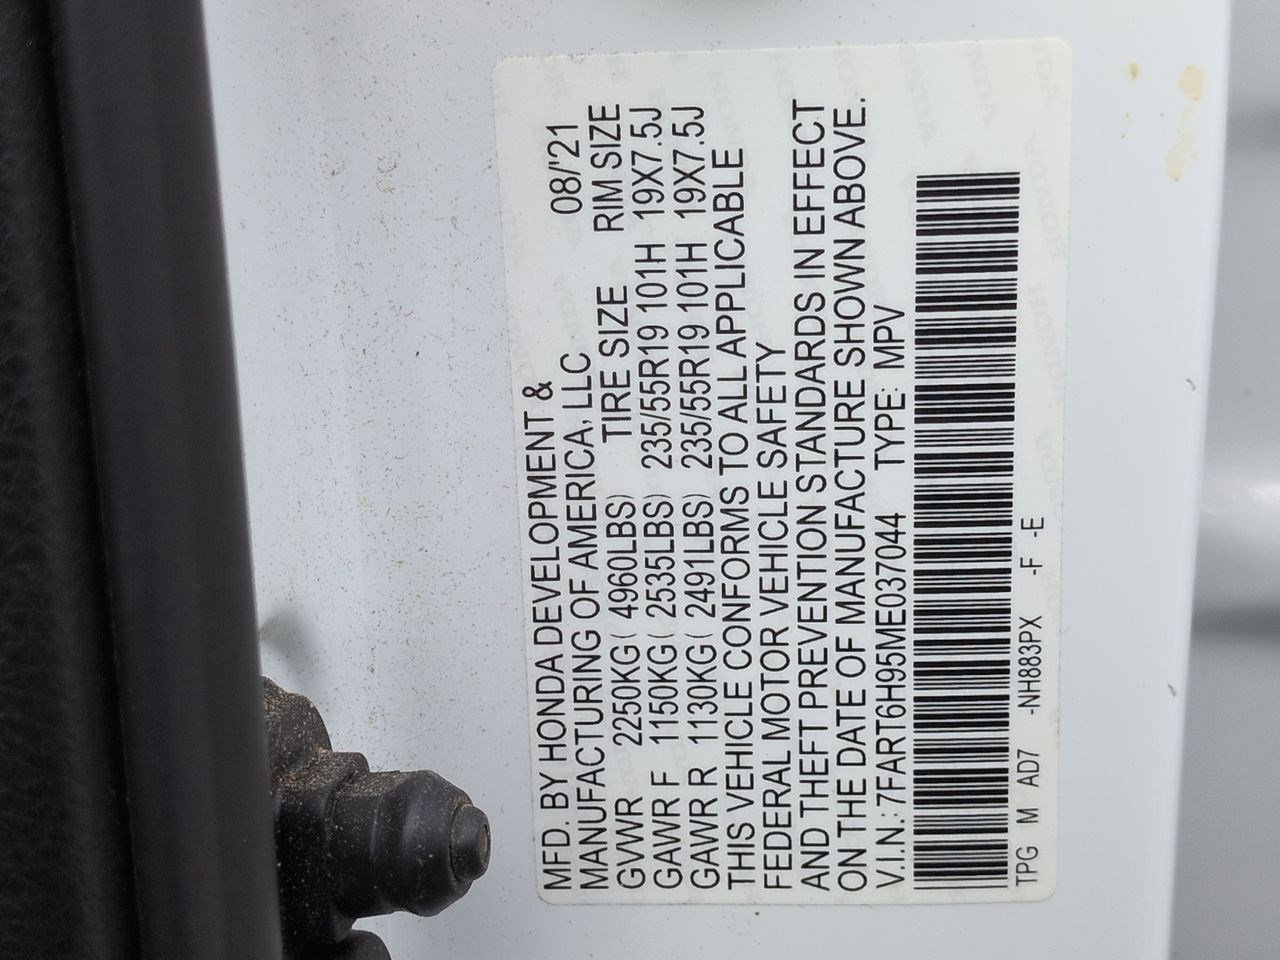 MFD. BY HONDA DEVELOPMENT &
MANUFACTURING OF AMERICA, LLC 08/'21
GVWR 2250KG( 4960LBS) TIRE SIZE RIM SIZE
GAWR F 1150KG( 2535LBS) 235/55R19 101H 19X7.5J
GAWR R 1130KG( 2491LBS) 235/55R19 101H 19X7.5J
THIS VEHICLE CONFORMS TO ALL APPLICABLE
FEDERAL MOTOR VEHICLE SAFETY
AND THEFT PREVENTION STANDARDS IN EFFECT
ON THE DATE OF MANUFACTURE SHOWN ABOVE.
V.I.N.: 7FART6H95ME037044 TYPE: MPV
TPG M AD7 -NH883PX -F -E